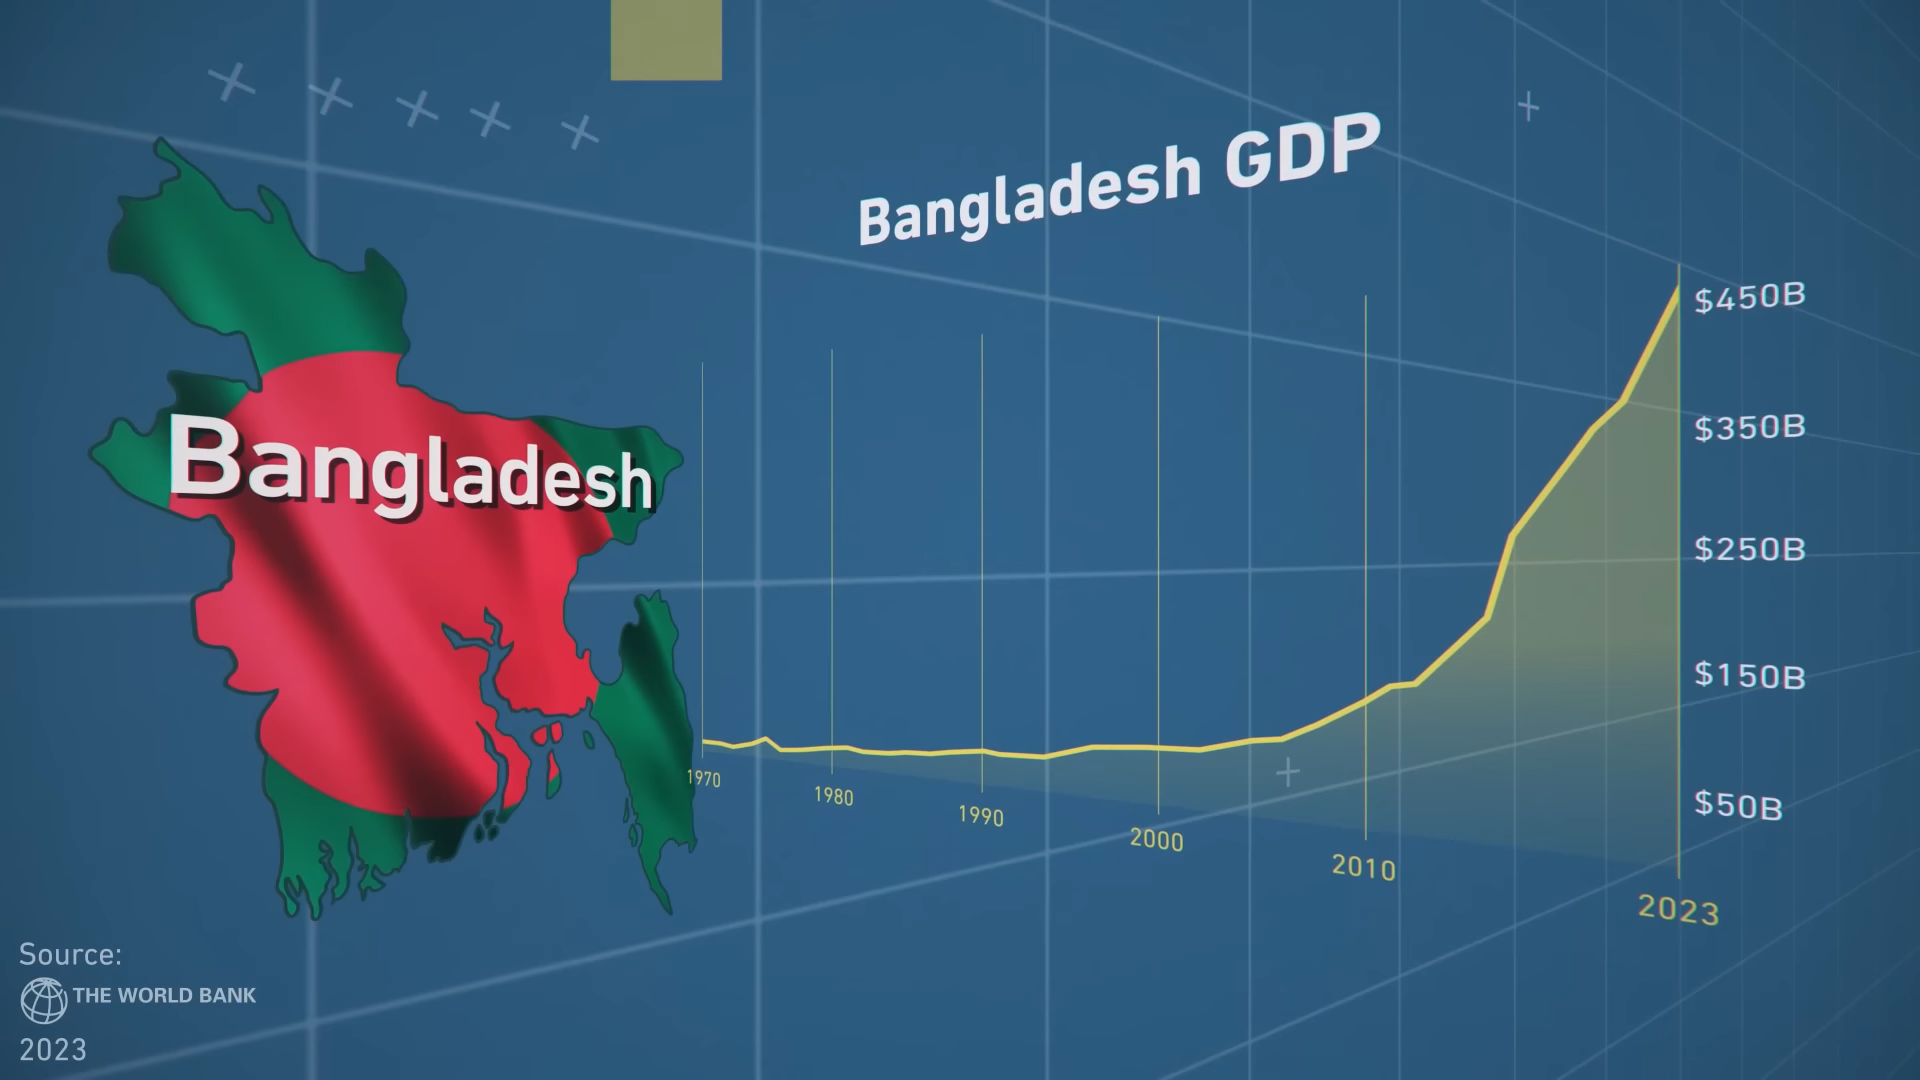 Bangladesh GDP
Bangladesh
$450B
$350B
$250B
$150B
$50B
1970
1980
1990
2000
2010
2023
Source:
THE WORLD BANK
2023